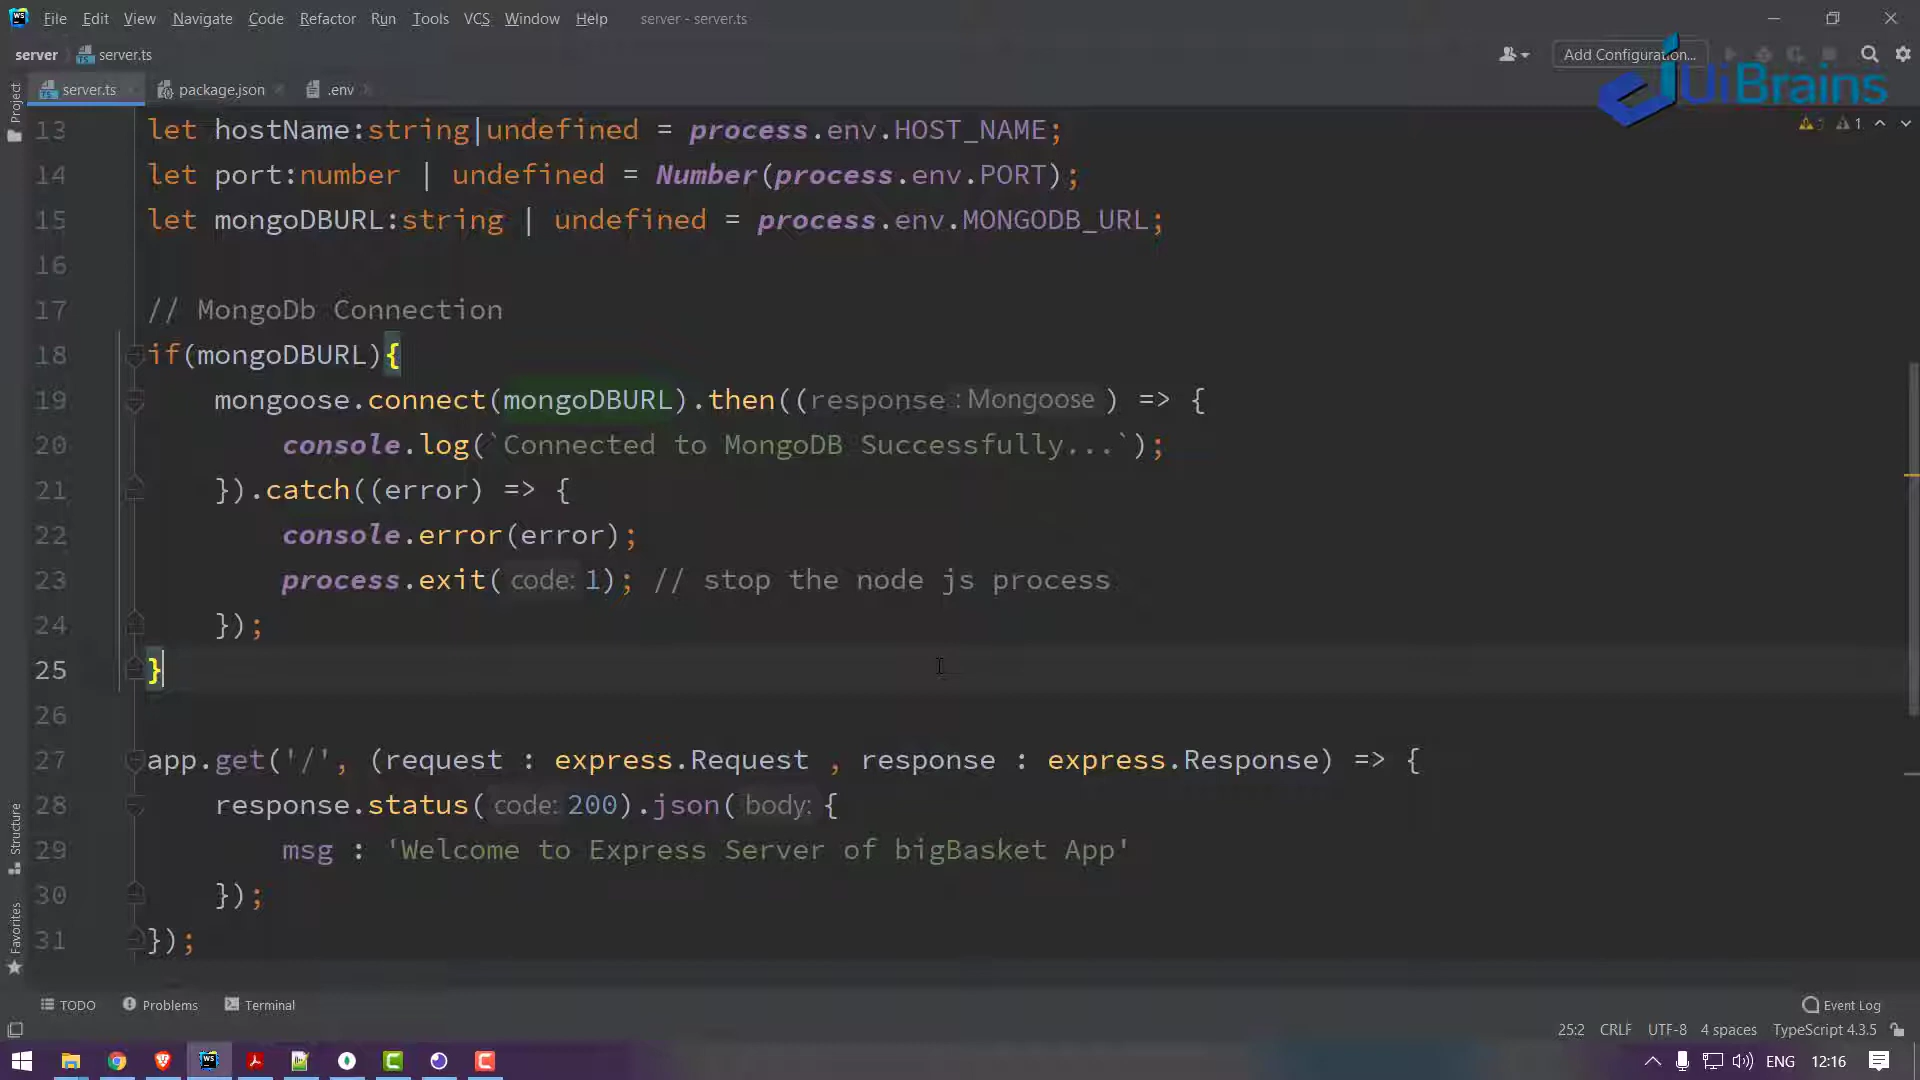 File Edit View Navigate Code Refactor Run Tools VCS Window Help server - server.ts
server server.ts Add Configuration...
UiBrains
Project
server.ts package.json .env
1
13 let hostName:string|undefined = process.env.HOST_NAME;
14 let port:number | undefined = Number(process.env.PORT);
15 let mongoDBURL:string | undefined = process.env.MONGODB_URL;
16
17 // MongoDb Connection
18 if(mongoDBURL){
19 mongoose.connect(mongoDBURL).then((response : Mongoose ) => {
20 console.log(`Connected to MongoDB Successfully...`);
21 }).catch((error) => {
22 console.error(error);
23 process.exit( code: 1); // stop the node js process
24 });
25 }
26
27 app.get('/', (request : express.Request , response : express.Response) => {
28 response.status( code: 200).json( body: {
29 msg : 'Welcome to Express Server of bigBasket App'
30 });
31 });
Structure
Favorites
TODO Problems Terminal Event Log
25:2 CRLF UTF-8 4 spaces TypeScript 4.3.5
WS
ENG 12:16